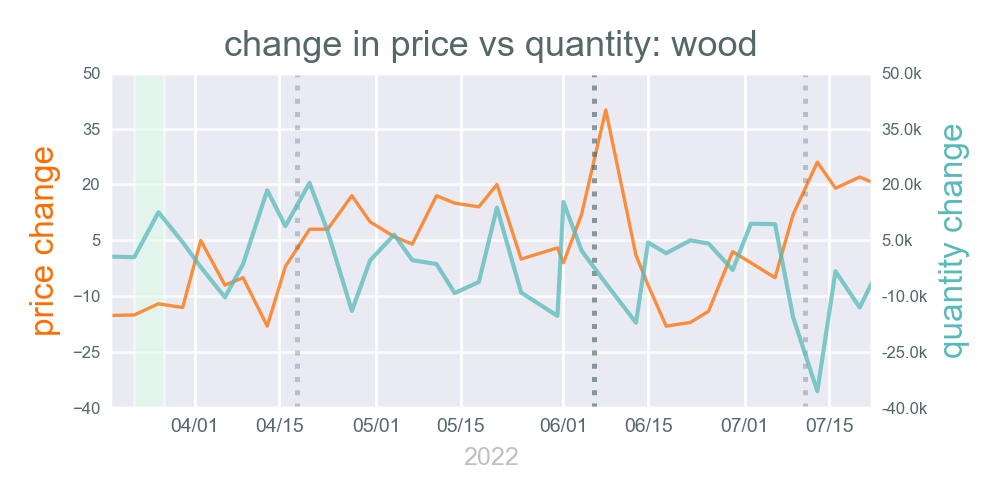 change in price vs quantity: wood
50
35
20
5
−10
−25
−40
price change
50.0k
35.0k
20.0k
5.0k
-10.0k
-25.0k
-40.0k
quantity change
04/01 04/15 05/01 05/15 06/01 06/15 07/01 07/15
2022